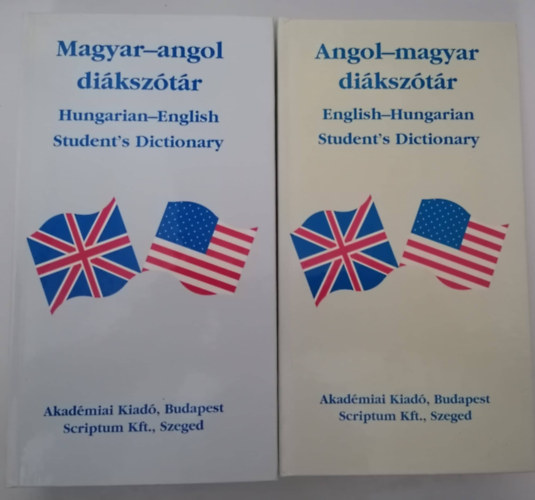 Magyar–angol
diákszótár
Hungarian–English
Student's Dictionary
Akadémiai Kiadó, Budapest
Scriptum Kft., Szeged
Angol–magyar
diákszótár
English–Hungarian
Student's Dictionary
Akadémiai Kiadó, Budapest
Scriptum Kft., Szeged